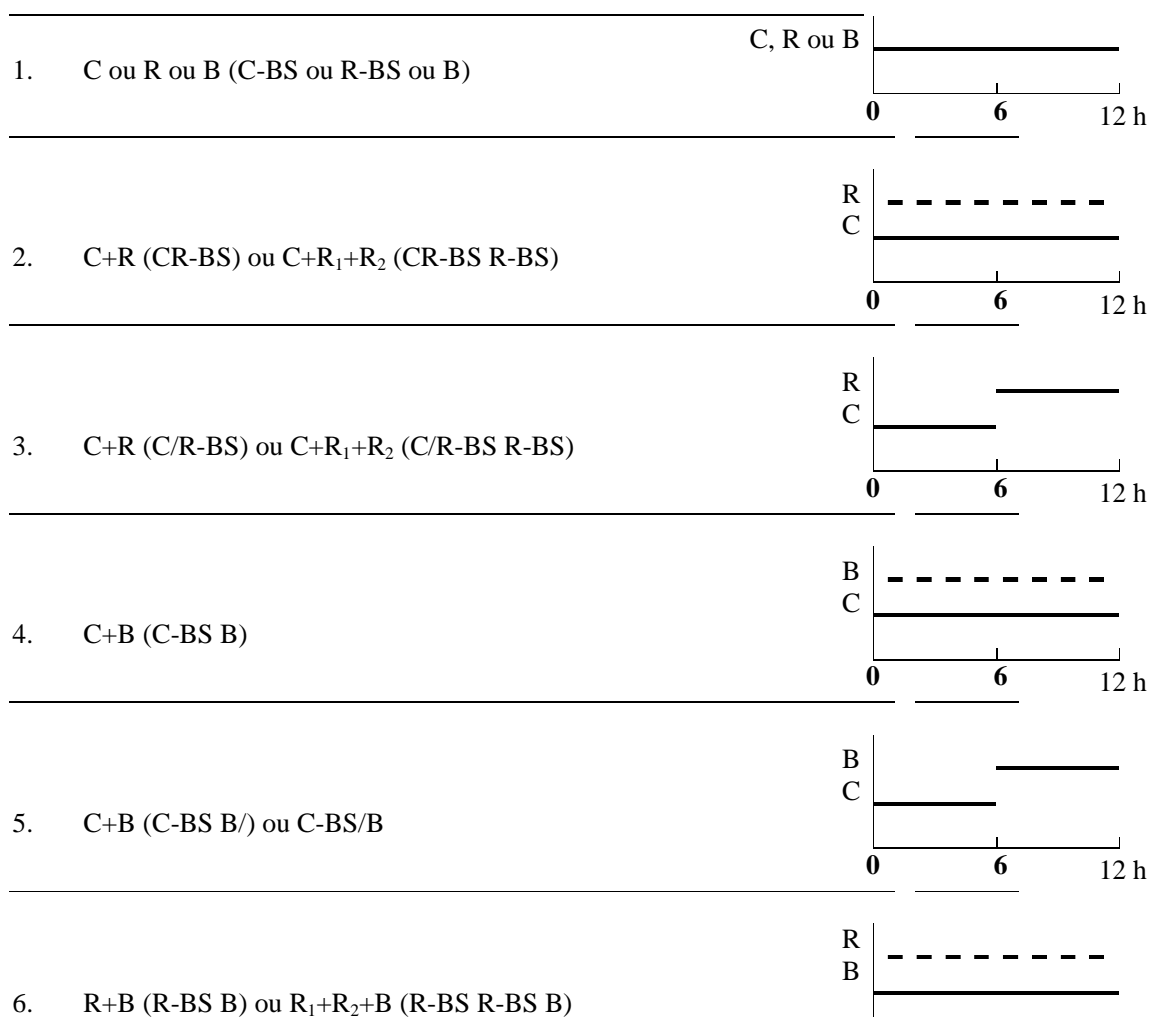 C, R ou B
1. C ou R ou B (C-BS ou R-BS ou B)
0 6 12 h
R
C
2. C+R (CR-BS) ou C+R₁+R₂ (CR-BS R-BS)
0 6 12 h
R
C
3. C+R (C/R-BS) ou C+R₁+R₂ (C/R-BS R-BS)
0 6 12 h
B
C
4. C+B (C-BS B)
0 6 12 h
B
C
5. C+B (C-BS B/) ou C-BS/B
0 6 12 h
R
B
6. R+B (R-BS B) ou R₁+R₂+B (R-BS R-BS B)